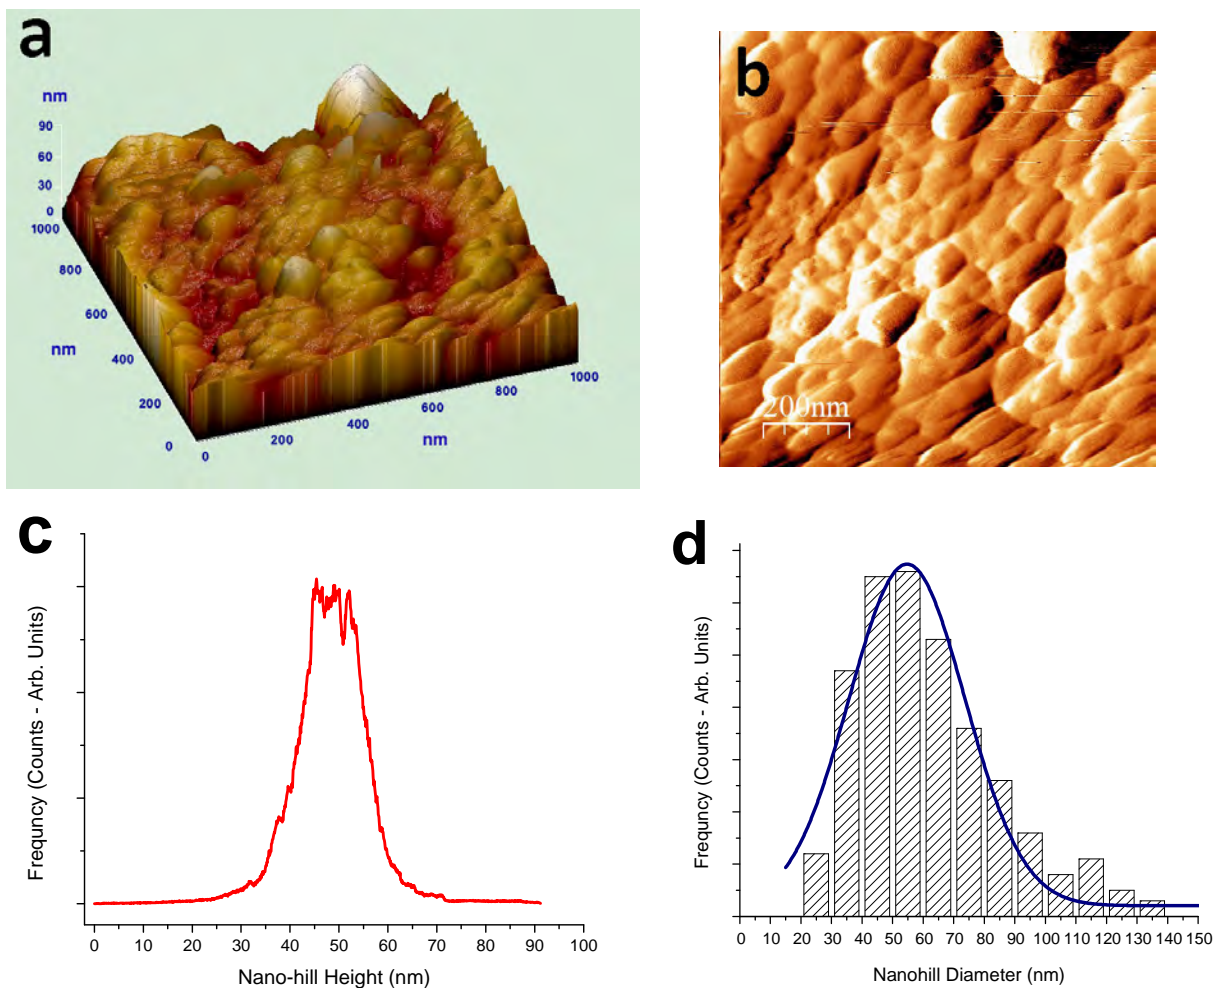 a
nm
90
60
30
0
1000
800
600
nm
400
200
0
0
200
400
nm
600
800
1000
b
200nm
c
Frequncy (Counts - Arb. Units)
0 10 20 30 40 50 60 70 80 90 100
Nano-hill Height (nm)
d
Frequncy (Counts - Arb. Units)
0 10 20 30 40 50 60 70 80 90 100 110 120 130 140 150
Nanohill Diameter (nm)